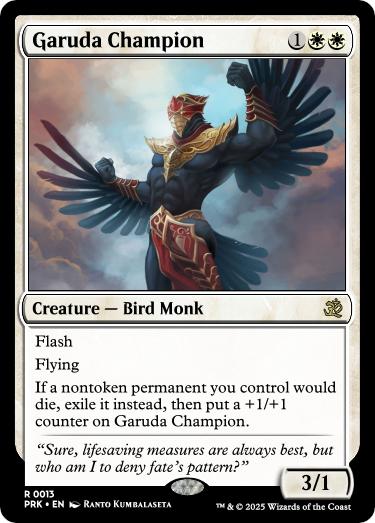 Garuda Champion 1
Creature — Bird Monk
Flash
Flying
If a nontoken permanent you control would
die, exile it instead, then put a +1/+1
counter on Garuda Champion.
“Sure, lifesaving measures are always best, but
who am I to deny fate’s pattern?”
3/1
R 0013
PRK • EN Ranto Kumbalaseta
™ & © 2025 Wizards of the Coast